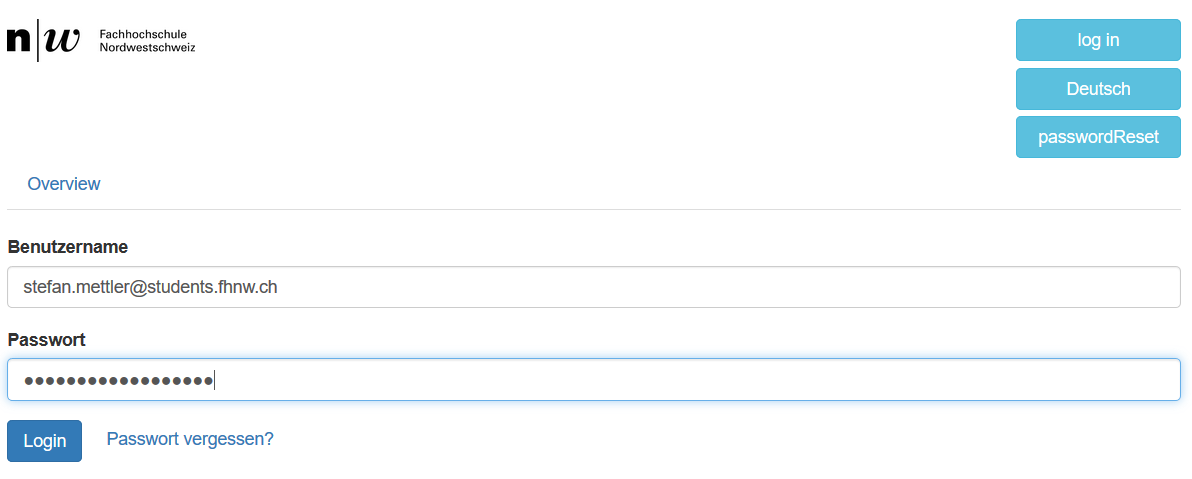 n|w Fachhochschule
Nordwestschweiz
log in
Deutsch
passwordReset
Overview
Benutzername
stefan.mettler@students.fhnw.ch
Passwort
••••••••••••••••••
Login Passwort vergessen?